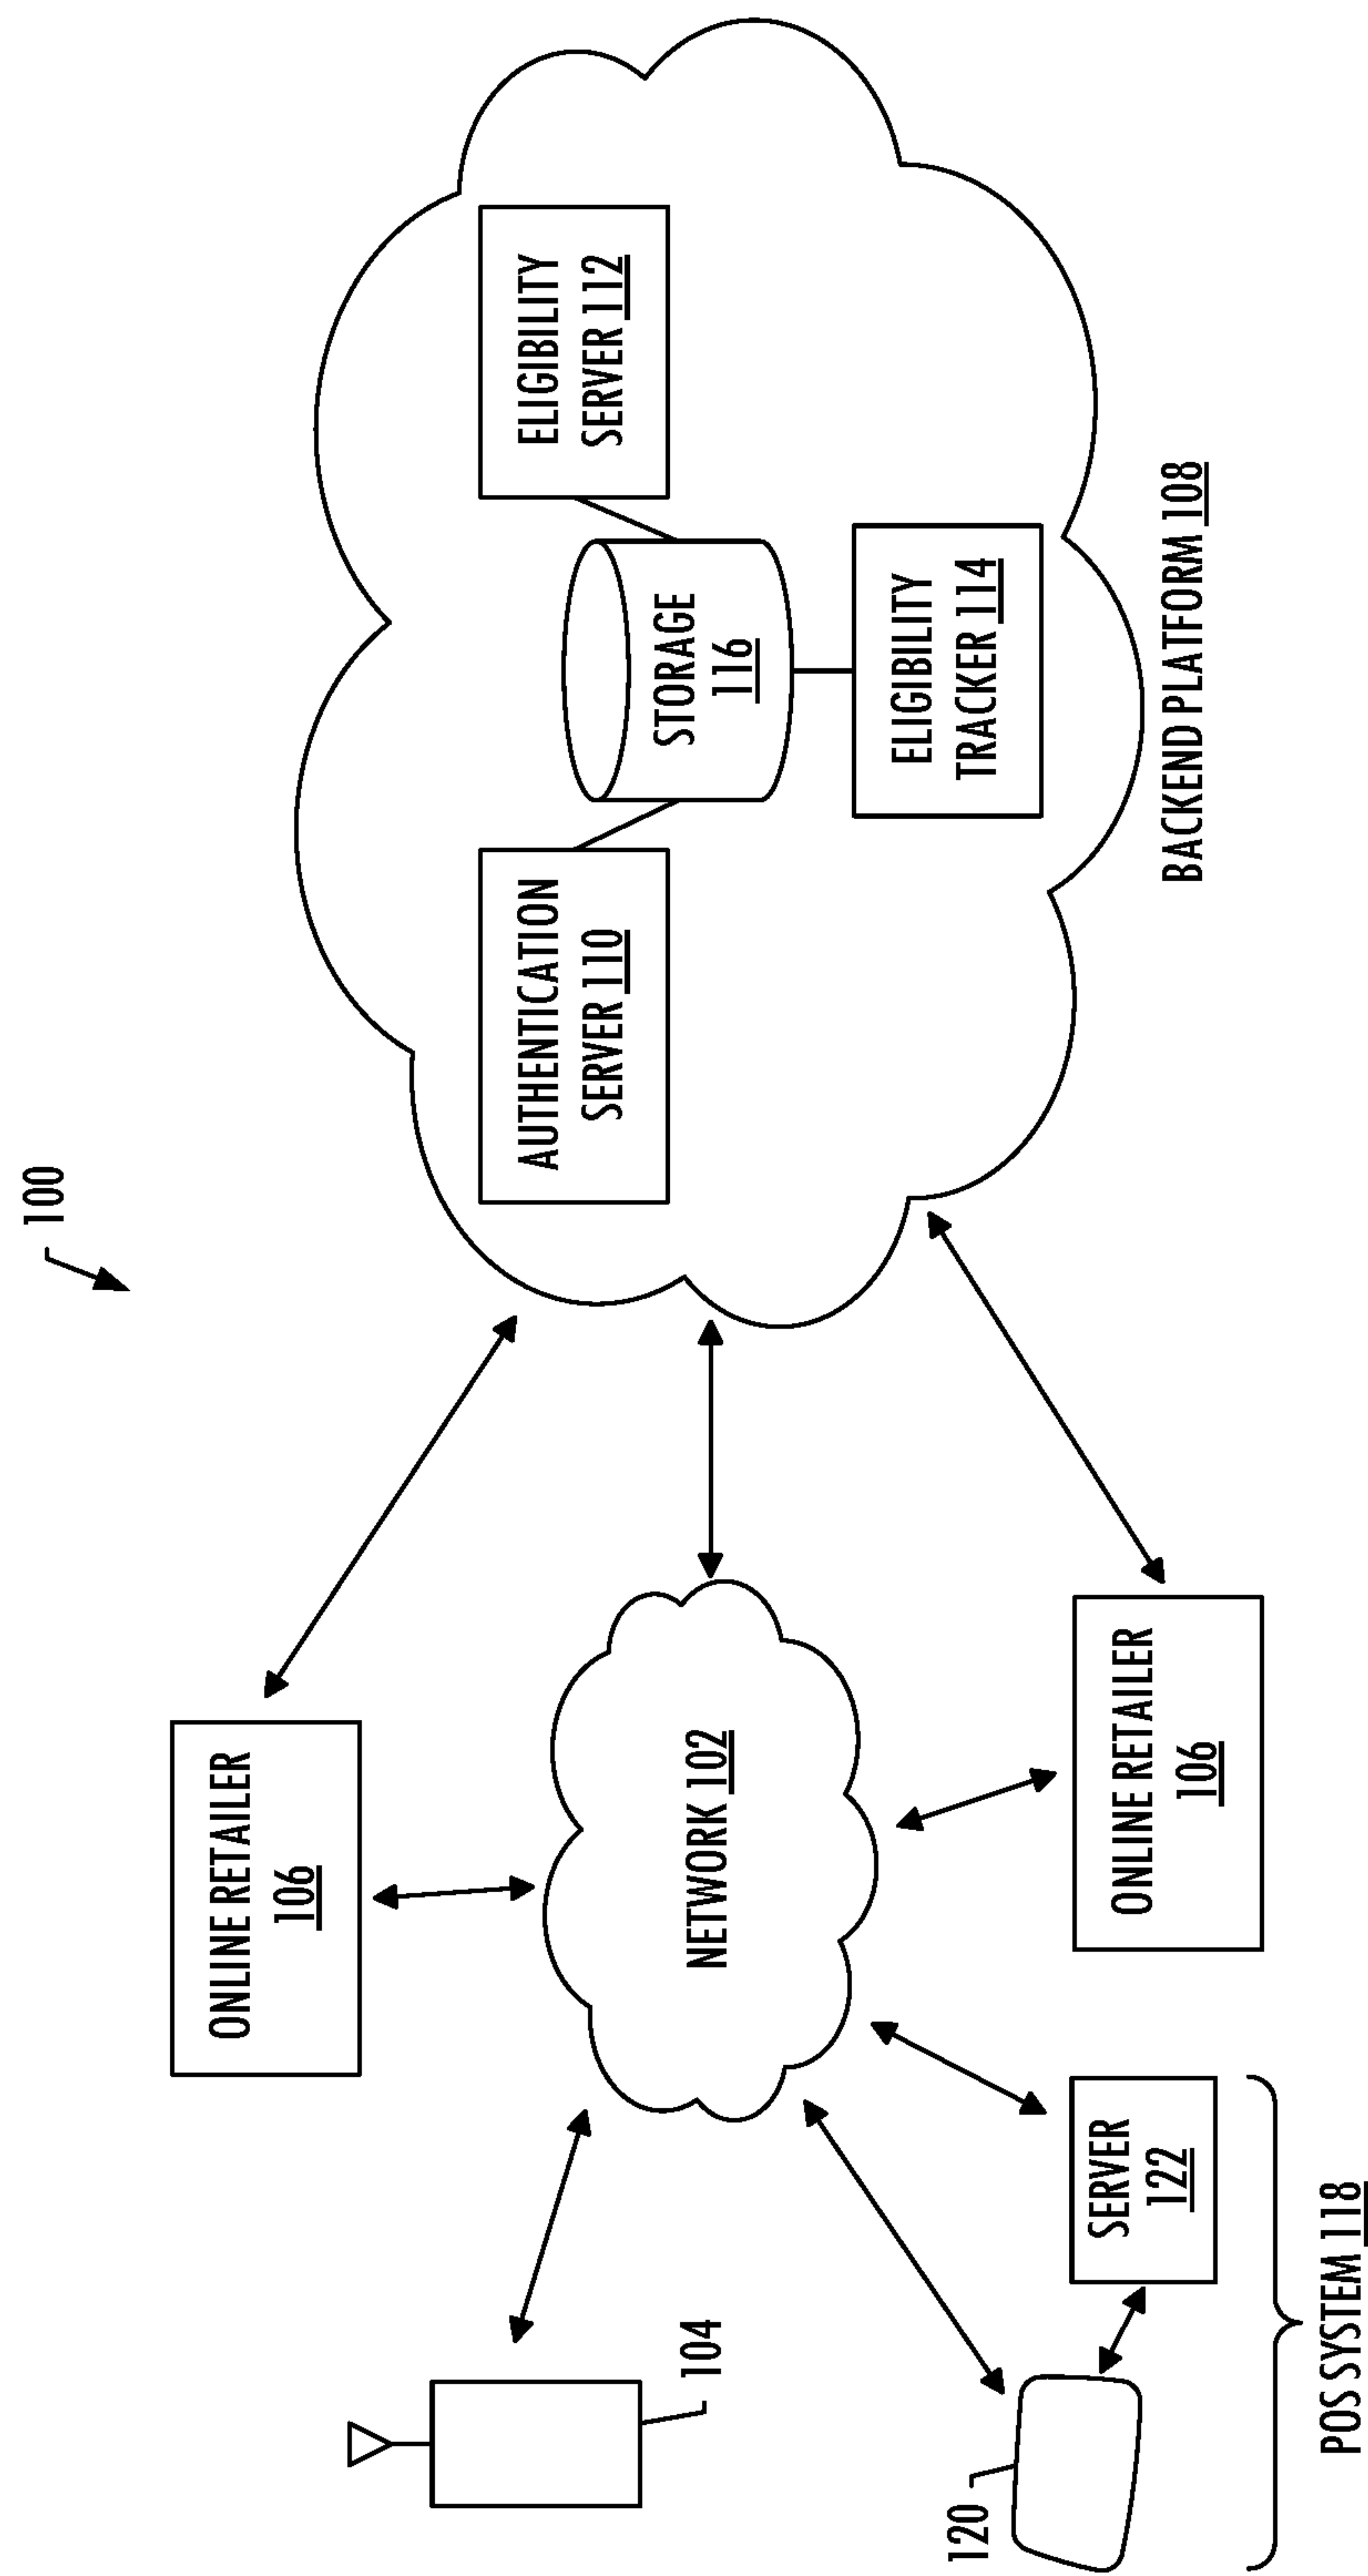 100
ONLINE RETAILER
106
104
NETWORK 102
AUTHENTICATION
SERVER 110
ELIGIBILITY
SERVER 112
STORAGE
116
ELIGIBILITY
TRACKER 114
BACKEND PLATFORM 108
120
SERVER
122
ONLINE RETAILER
106
POS SYSTEM 118